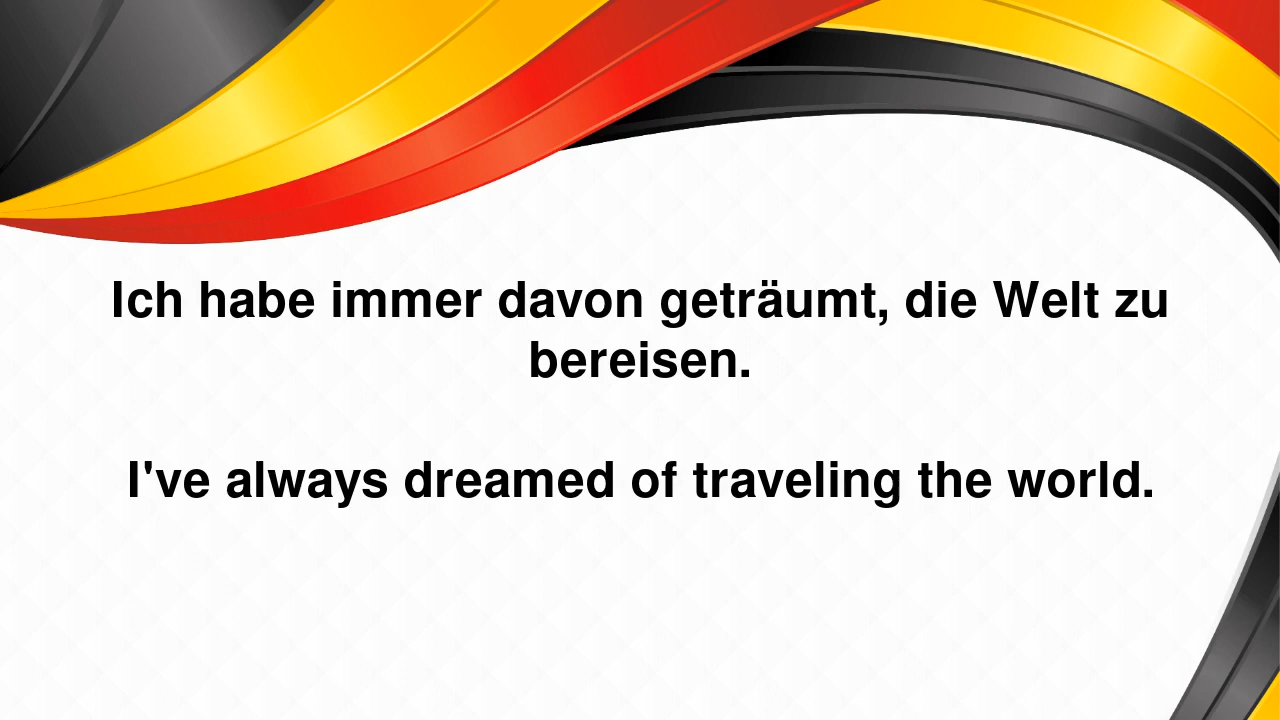 Ich habe immer davon geträumt, die Welt zu
bereisen.
I've always dreamed of traveling the world.